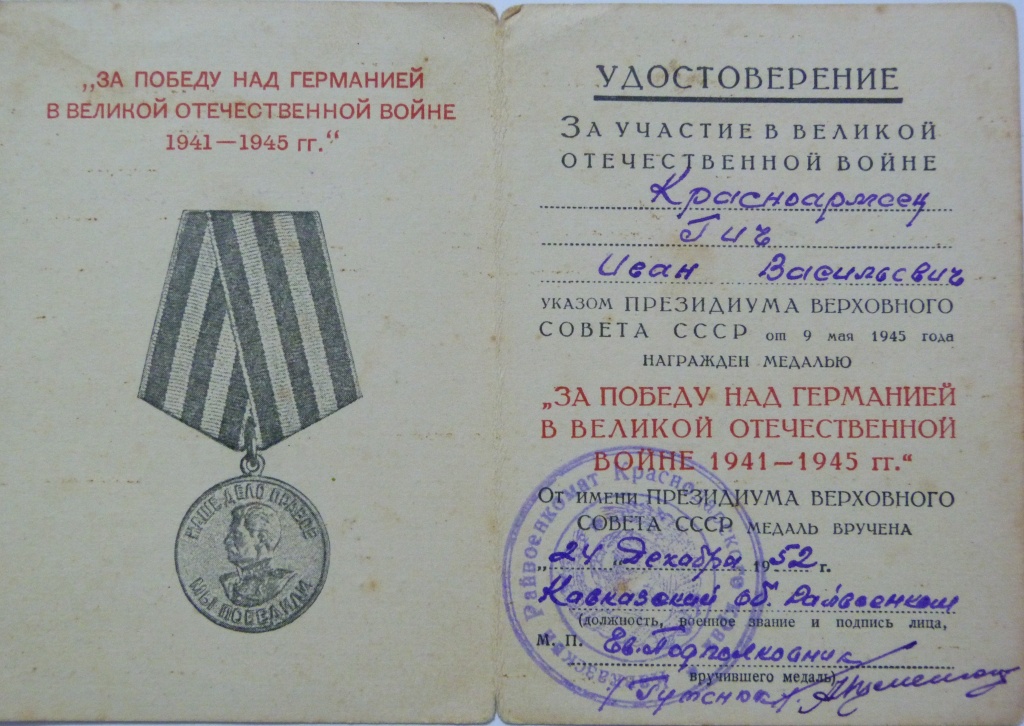 „ЗА ПОБЕДУ НАД ГЕРМАНИЕЙ
В ВЕЛИКОЙ ОТЕЧЕСТВЕННОЙ ВОЙНЕ
1941—1945 гг.“
НАШЕ ДЕЛО ПРАВОЕ
МЫ ПОБЕДИЛИ
УДОСТОВЕРЕНИЕ
ЗА УЧАСТИЕ В ВЕЛИКОЙ
ОТЕЧЕСТВЕННОЙ ВОЙНЕ
Красноармеец
Гич
Иван Васильевич
УКАЗОМ ПРЕЗИДИУМА ВЕРХОВНОГО
СОВЕТА СССР от 9 мая 1945 года
НАГРАЖДЕН МЕДАЛЬЮ
„ЗА ПОБЕДУ НАД ГЕРМАНИЕЙ
В ВЕЛИКОЙ ОТЕЧЕСТВЕННОЙ
ВОЙНЕ 1941—1945 гг.“
ОТ ИМЕНИ ПРЕЗИДИУМА ВЕРХОВНОГО
СОВЕТА СССР МЕДАЛЬ ВРУЧЕНА
„24“ Декабря 1952 г.
Кавказский об. Райвоенком
(должность, военное звание и подпись лица,
М. П. Гв. Подполковник
вручившего медаль)
Райвоенкомат Краснодарского